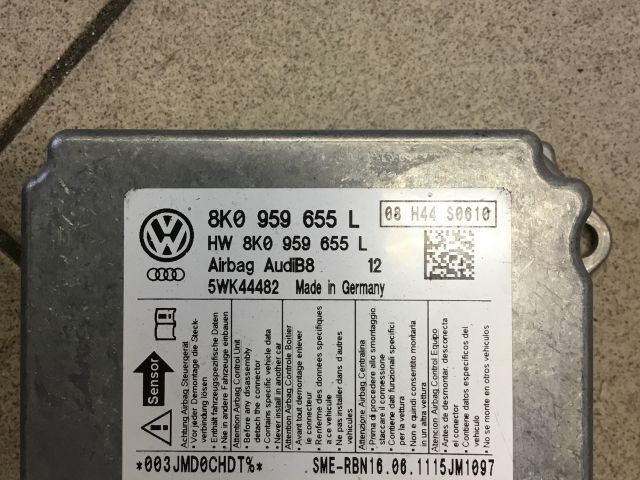 8K0 959 655 L
08 H44 S0610
HW 8K0 959 655 L
Airbag AudiB8 12
5WK44482 Made in Germany
Sensor
Achtung Airbag Steuergerät
• Vor jeder Demontage die Steck-
verbindung lösen
• Enthält fahrzeugspezifische Daten
• Nie in andere Fahrzeuge einbauen
Attention Airbag Control Unit
• Before any disassembly
detach the connector
• Contains specific vehicle data
• Never install in another car
Attention Airbag Controle Boitier
• Avant tout demontage enlever
le connecteur
• Renferme des données specifiques
a ce vehicule
• Ne pas installer dans d'autres
véhicules
Attenzione Airbag Centralina
• Prima di procedere allo smontaggio,
staccare il connessione
• Contiene dati funzionali specifici
per la vettura
• Non e quindi consentito montarla
in un altra vettura
Atencion Airbag Control Equipo
• Antes de desmontar, desconecta
el conector
• Contiene datos especificos del
vehiculo
• No se monte en otros vehiculos
*003JMD0CHDT%*
SME-RBN16.06.1115JM1097